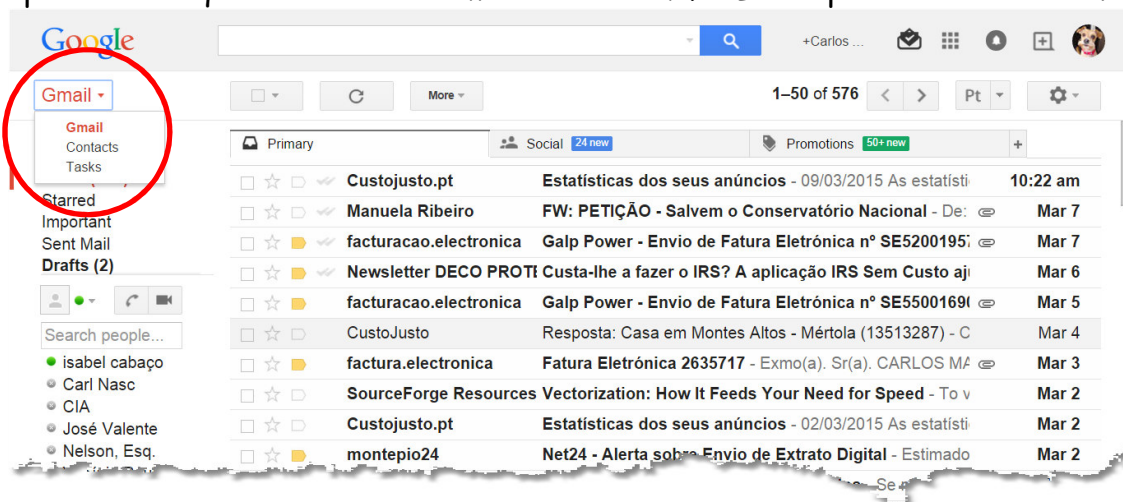 Google
+Carlos ...
Gmail
More
1–50 of 576
Pt
Gmail
Contacts
Tasks
Primary
Social 24 new
Promotions 50+ new
+
Starred
Important
Sent Mail
Drafts (2)
Search people...
isabel cabaço
Carl Nasc
CIA
José Valente
Nelson, Esq.
Custojusto.pt Estatísticas dos seus anúncios - 09/03/2015 As estatísti 10:22 am
Manuela Ribeiro FW: PETIÇÃO - Salvem o Conservatório Nacional - De: Mar 7
facturacao.electronica Galp Power - Envio de Fatura Eletrónica nº SE52001957 Mar 7
Newsletter DECO PROTE Custa-lhe a fazer o IRS? A aplicação IRS Sem Custo aj Mar 6
facturacao.electronica Galp Power - Envio de Fatura Eletrónica nº SE5500169 Mar 5
CustoJusto Resposta: Casa em Montes Altos - Mértola (13513287) - C Mar 4
factura.electronica Fatura Eletrónica 2635717 - Exmo(a). Sr(a). CARLOS MA Mar 3
SourceForge Resources Vectorization: How It Feeds Your Need for Speed - To v Mar 2
Custojusto.pt Estatísticas dos seus anúncios - 02/03/2015 As estatísti Mar 2
montepio24 Net24 - Alerta sobre Envio de Extrato Digital - Estimado Mar 2